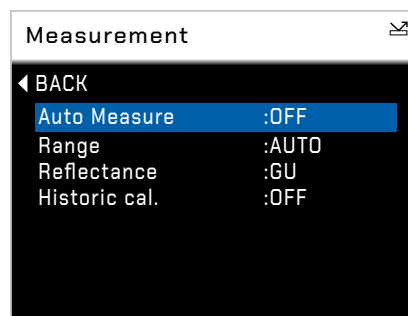 Measurement
BACK
Auto Measure :OFF
Range :AUTO
Reflectance :GU
Historic cal. :OFF